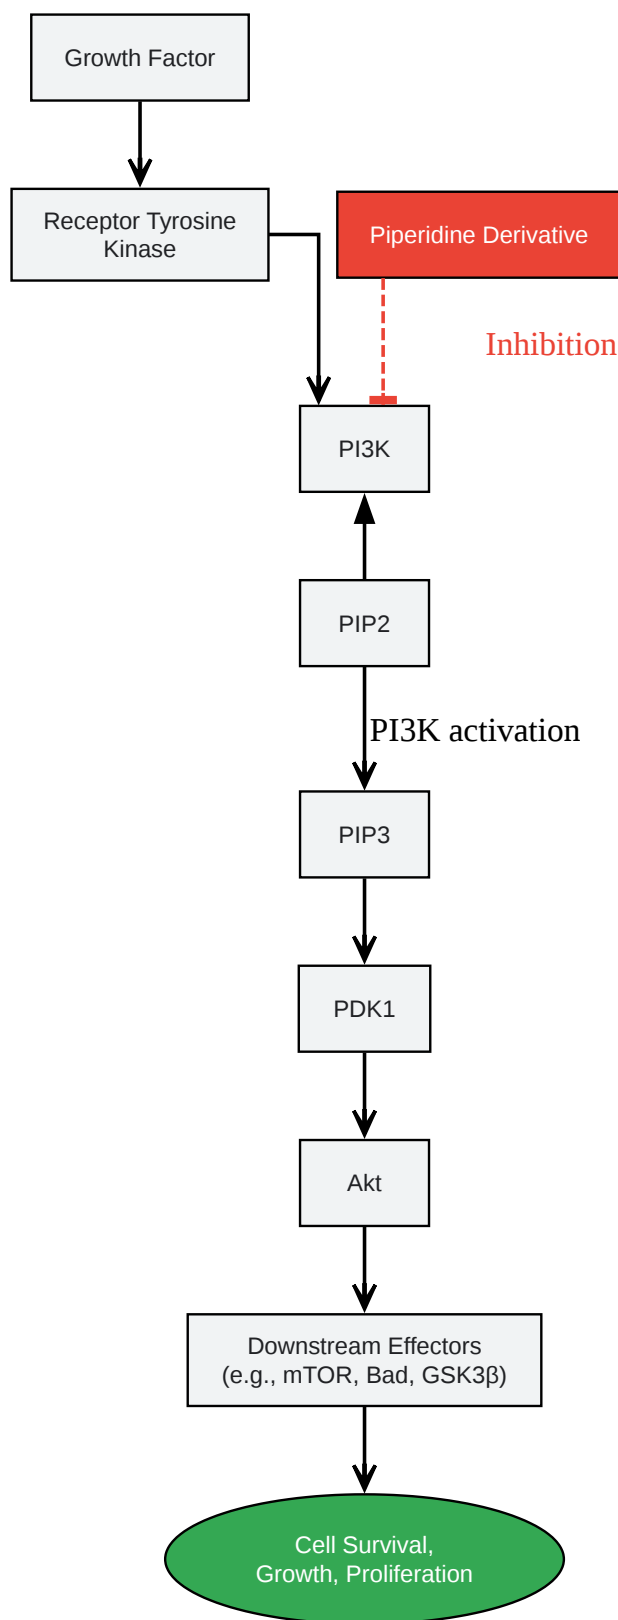 Growth Factor
Receptor Tyrosine
Kinase
Piperidine Derivative
Inhibition
PI3K
PIP2
PI3K activation
PIP3
PDK1
Akt
Downstream Effectors
(e.g., mTOR, Bad, GSK3β)
Cell Survival,
Growth, Proliferation